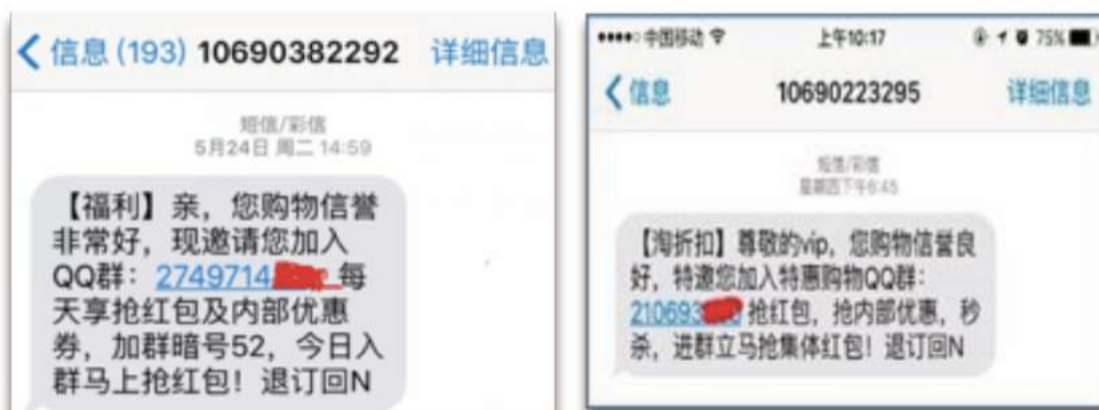 信息 (193) 10690382292 详细信息
短信/彩信
5月24日 周二 14:59
【福利】亲，您购物信誉
非常好，现邀请您加入
QQ群：2749714 每
天享抢红包及内部优惠
券，加群暗号52，今日入
群马上抢红包！退订回N
中国移动 上午10:17 75%
信息 10690223295 详细信息
短信/彩信
星期四下午6:45
【淘折扣】尊敬的vip，您购物信誉良
好，特邀您加入特惠购物QQ群：
210693 抢红包，抢内部优惠，秒
杀，进群立马抢集体红包！退订回N